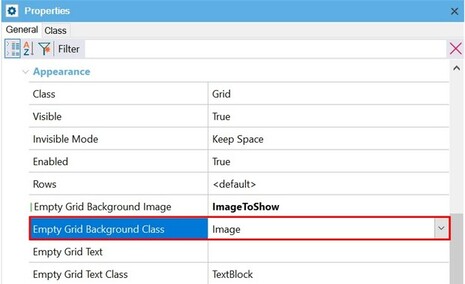 Properties
General Class
Filter
Appearance
Class Grid
Visible True
Invisible Mode Keep Space
Enabled True
Rows <default>
Empty Grid Background Image ImageToShow
Empty Grid Background Class Image
Empty Grid Text
Empty Grid Text Class TextBlock